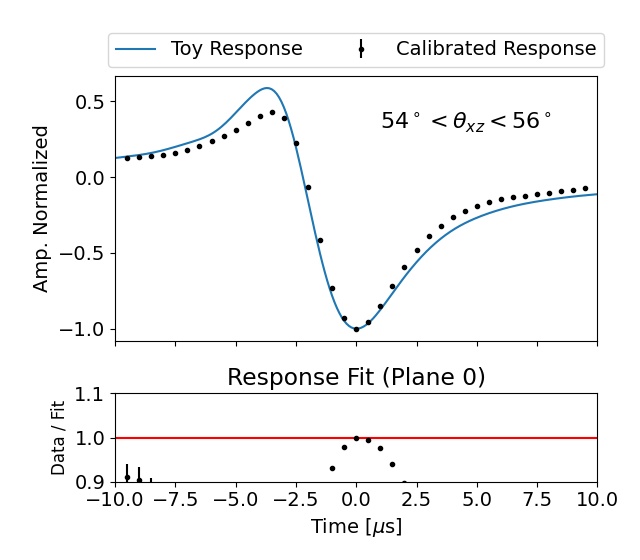 Toy Response Calibrated Response
54° < θxz < 56°
0.5
0.0
−0.5
−1.0
Amp. Normalized
Response Fit (Plane 0)
1.1
1.0
0.9
Data / Fit
−10.0 −7.5 −5.0 −2.5 0.0 2.5 5.0 7.5 10.0
Time [μs]